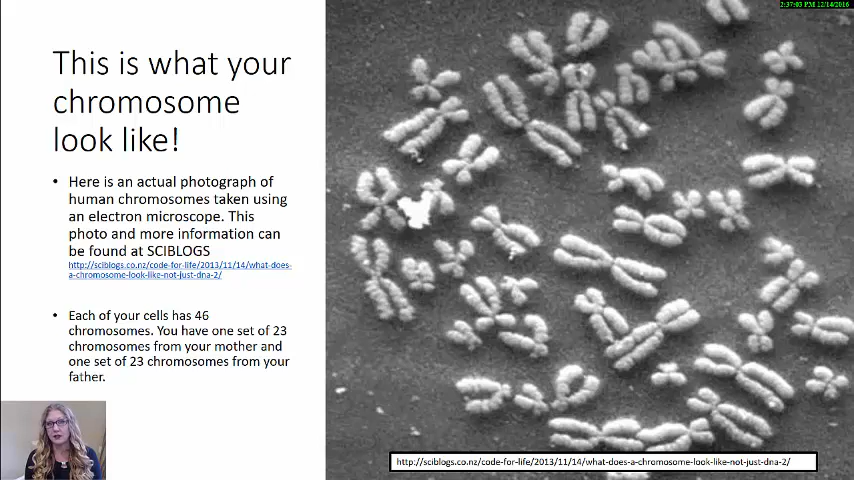 2:37:03 PM 12/14/2016
This is what your
chromosome
look like!
• Here is an actual photograph of
human chromosomes taken using
an electron microscope. This
photo and more information can
be found at SCIBLOGS
http://sciblogs.co.nz/code-for-life/2013/11/14/what-does-
a-chromosome-look-like-not-just-dna-2/
• Each of your cells has 46
chromosomes. You have one set of 23
chromosomes from your mother and
one set of 23 chromosomes from your
father.
http://sciblogs.co.nz/code-for-life/2013/11/14/what-does-a-chromosome-look-like-not-just-dna-2/